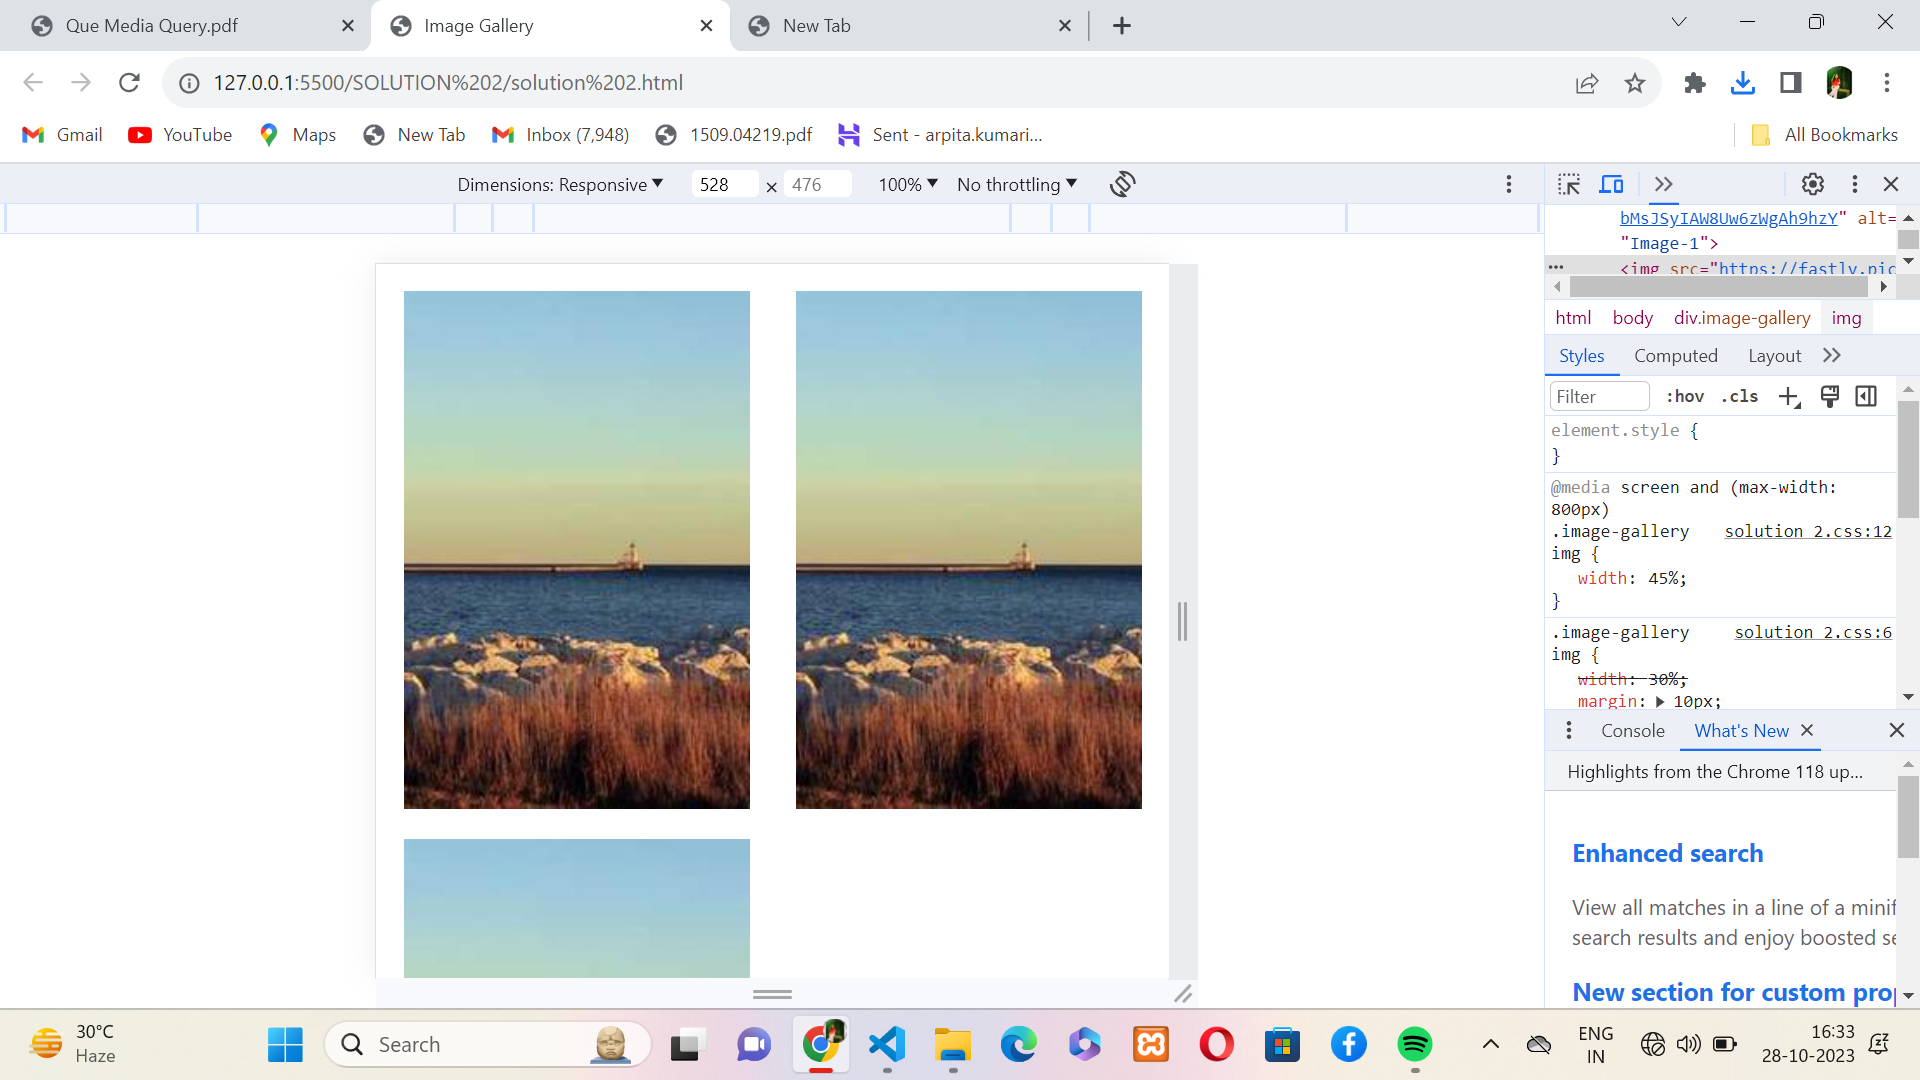 Que Media Query.pdf
Image Gallery
New Tab
127.0.0.1:5500/SOLUTION%202/solution%202.html
Gmail
YouTube
Maps
New Tab
Inbox (7,948)
1509.04219.pdf
Sent - arpita.kumari...
All Bookmarks
Dimensions: Responsive
528 × 476
100%
No throttling
bMsJSyIAW8Uw6zWgAh9hzY" alt=
"Image-1">
<img src="https://fastly.pic
html body div.image-gallery img
Styles Computed Layout
Filter :hov .cls
element.style {
}
@media screen and (max-width:
800px)
.image-gallery solution 2.css:12
img {
width: 45%;
}
.image-gallery solution 2.css:6
img {
width: 30%;
margin: 10px;
Console What's New
Highlights from the Chrome 118 up...
Enhanced search
View all matches in a line of a minif
search results and enjoy boosted se
New section for custom prop
30°C
Haze
Search
ENG
IN
16:33
28-10-2023